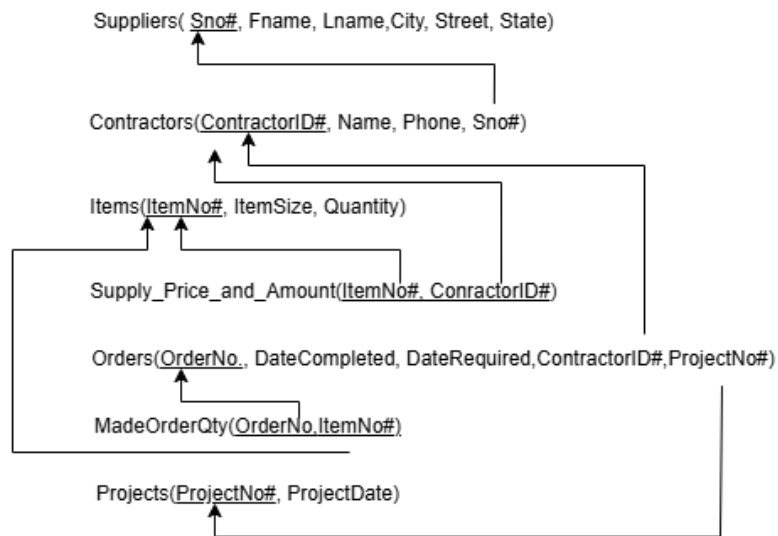 Suppliers( Sno#, Fname, Lname,City, Street, State)
Contractors(ContractorID#, Name, Phone, Sno#)
Items(ItemNo#, ItemSize, Quantity)
Supply_Price_and_Amount(ItemNo#, ConractorID#)
Orders(OrderNo., DateCompleted, DateRequired,ContractorID#,ProjectNo#)
MadeOrderQty(OrderNo,ItemNo#)
Projects(ProjectNo#, ProjectDate)